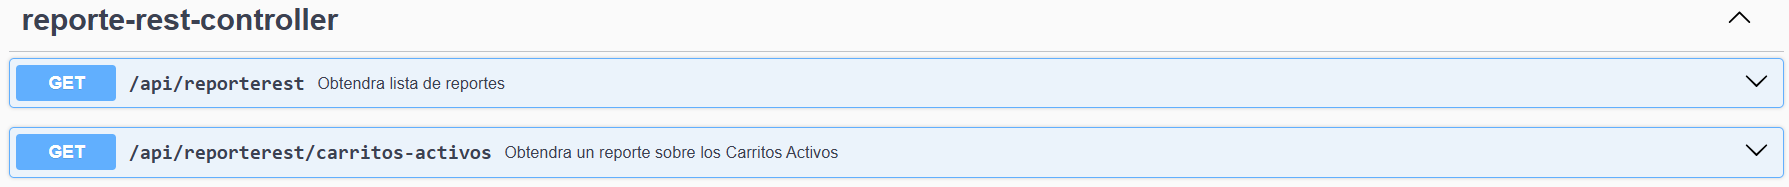 reporte-rest-controller
GET /api/reporterest Obtendra lista de reportes
GET /api/reporterest/carritos-activos Obtendra un reporte sobre los Carritos Activos